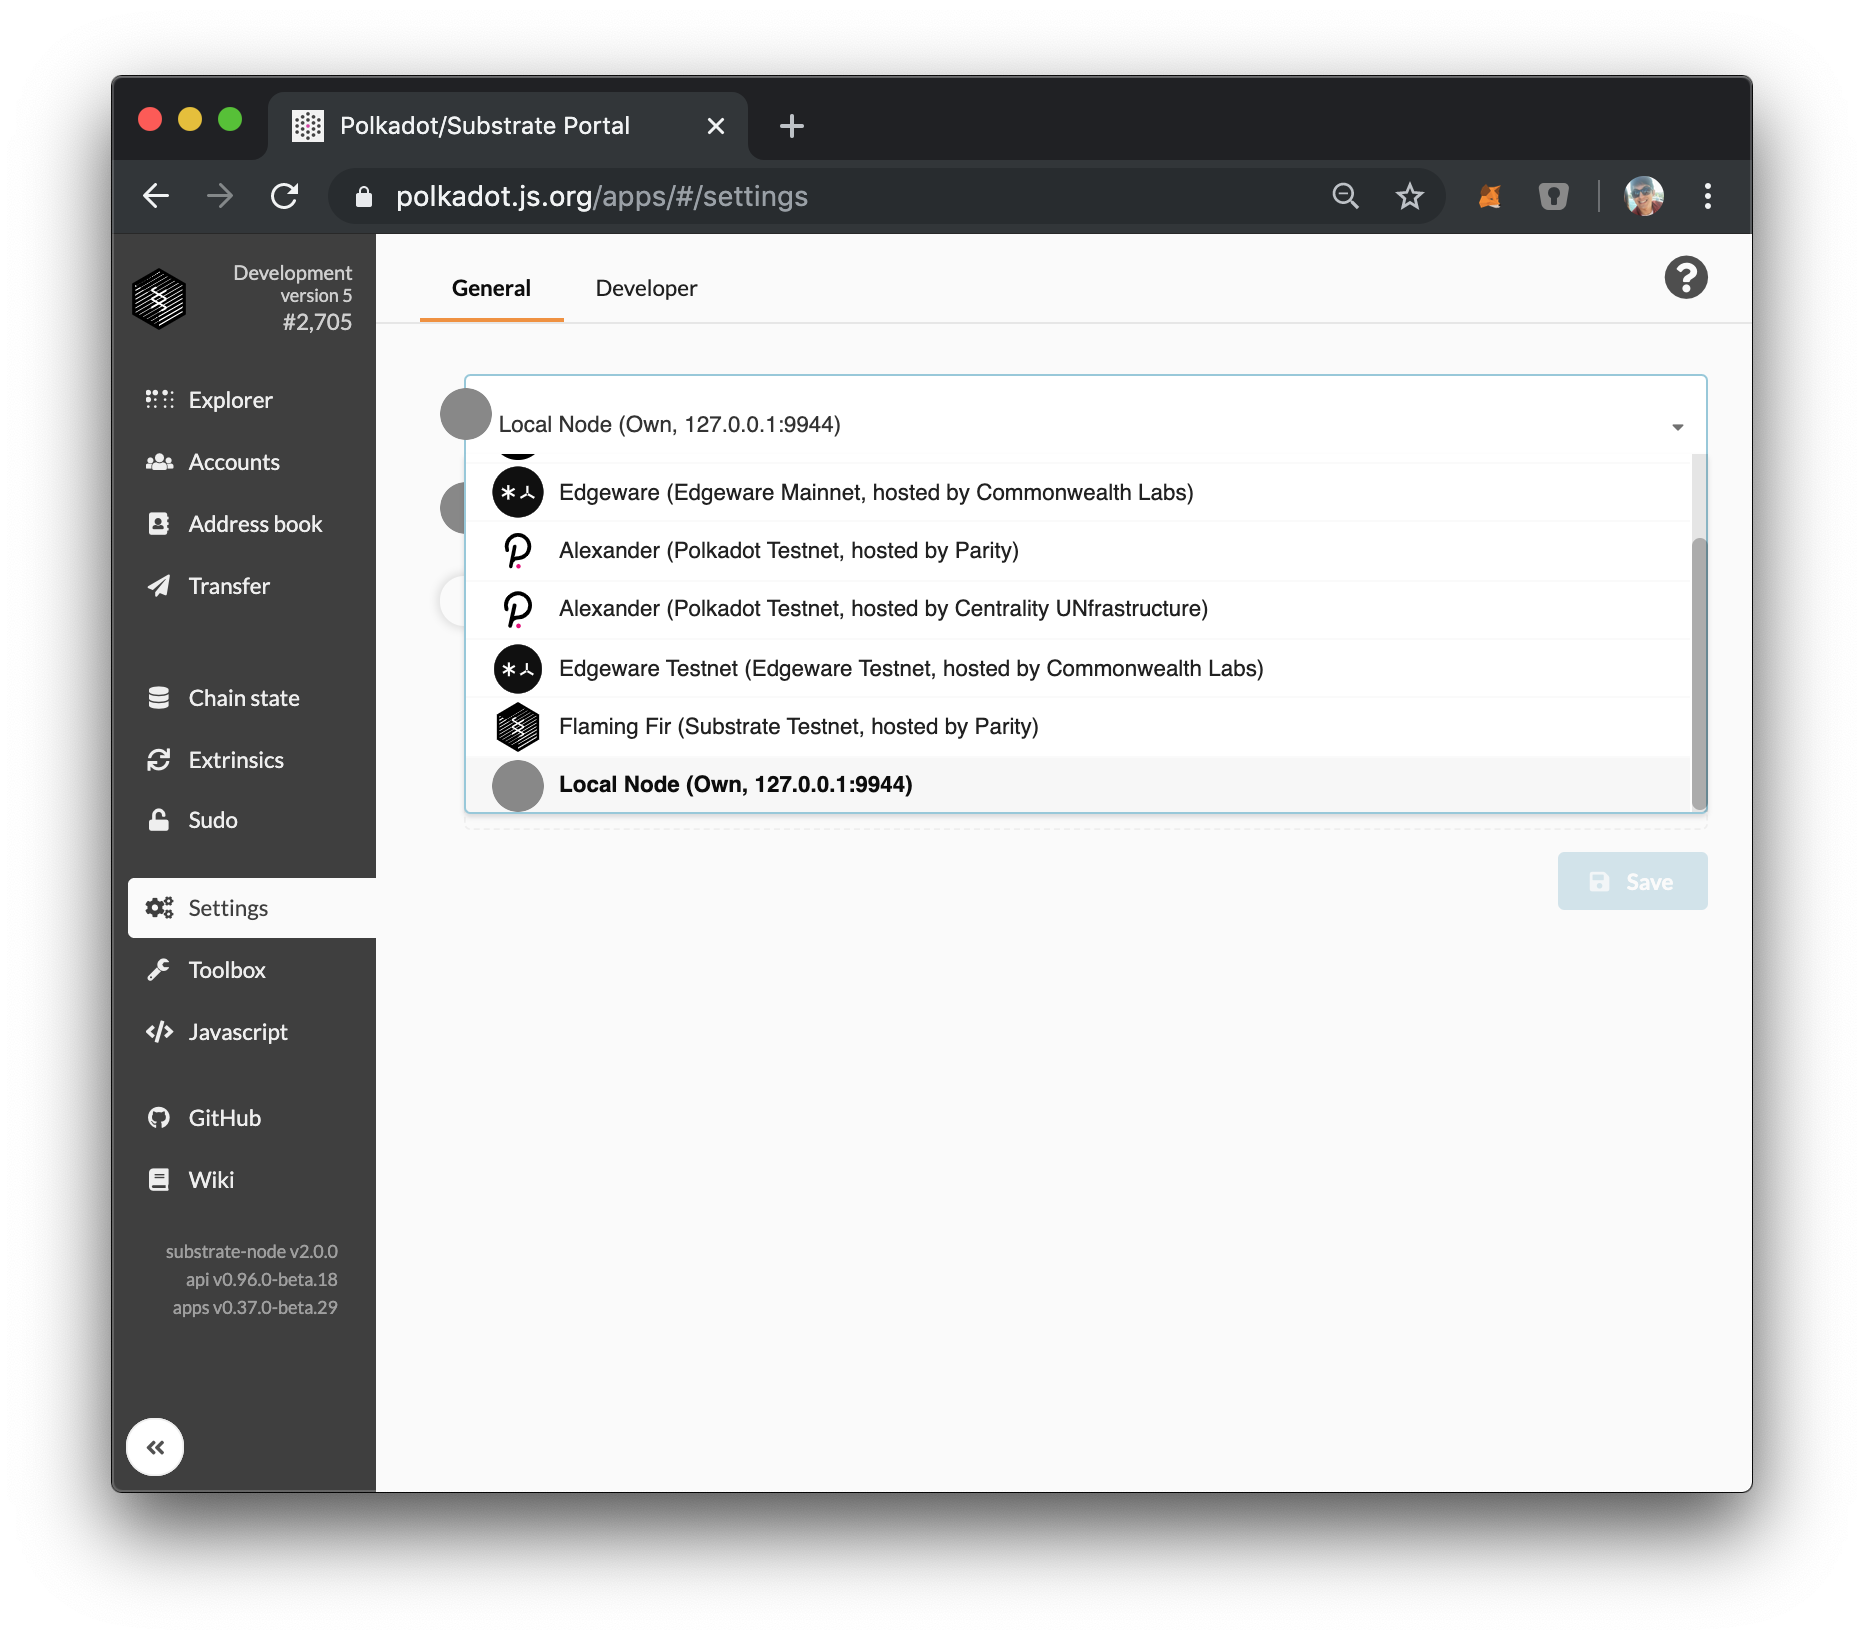 Polkadot/Substrate Portal
polkadot.js.org/apps/#/settings
Development
version 5
#2,705
Explorer
Accounts
Address book
Transfer
Chain state
Extrinsics
Sudo
Settings
Toolbox
Javascript
GitHub
Wiki
substrate-node v2.0.0
api v0.96.0-beta.18
apps v0.37.0-beta.29
General
Developer
Local Node (Own, 127.0.0.1:9944)
Edgeware (Edgeware Mainnet, hosted by Commonwealth Labs)
Alexander (Polkadot Testnet, hosted by Parity)
Alexander (Polkadot Testnet, hosted by Centrality UNfrastructure)
Edgeware Testnet (Edgeware Testnet, hosted by Commonwealth Labs)
Flaming Fir (Substrate Testnet, hosted by Parity)
Local Node (Own, 127.0.0.1:9944)
Save